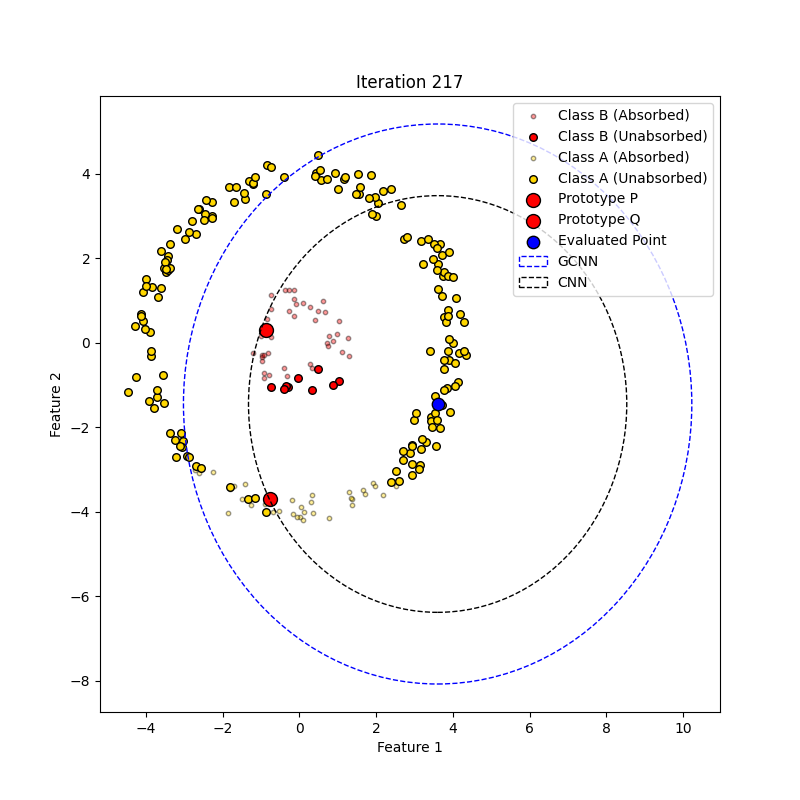 Iteration 217
Class B (Absorbed)
Class B (Unabsorbed)
Class A (Absorbed)
Class A (Unabsorbed)
Prototype P
Prototype Q
Evaluated Point
GCNN
CNN
4
2
0
−2
−4
−6
−8
Feature 2
−4 −2 0 2 4 6 8 10
Feature 1